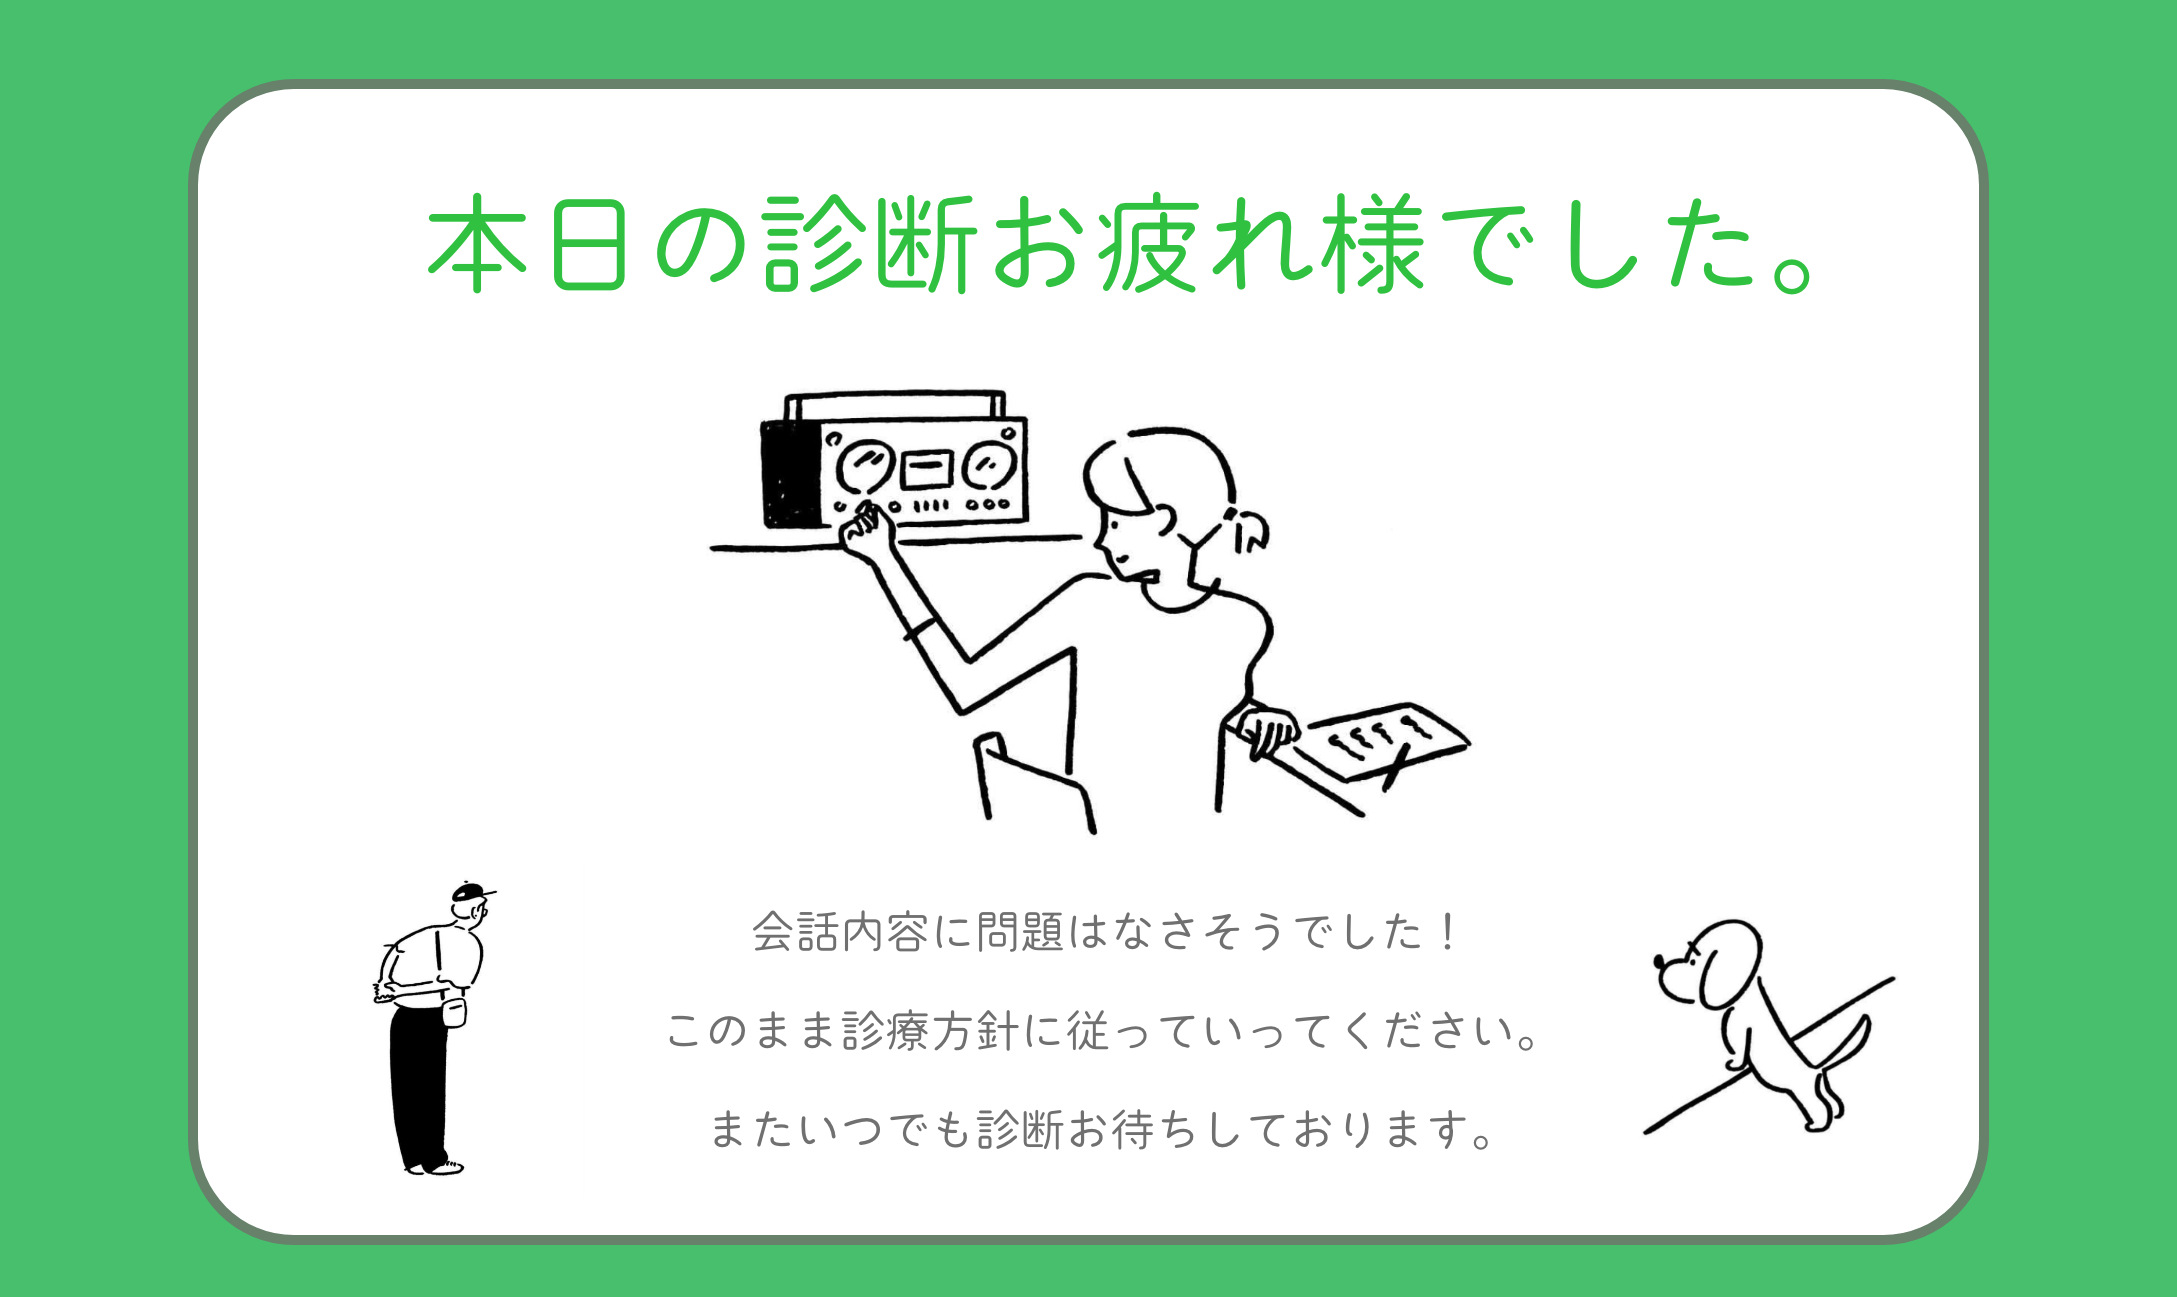 本日の診断お疲れ様でした。
会話内容に問題はなさそうでした！
このまま診療方針に従っていってください。
またいつでも診断お待ちしております。